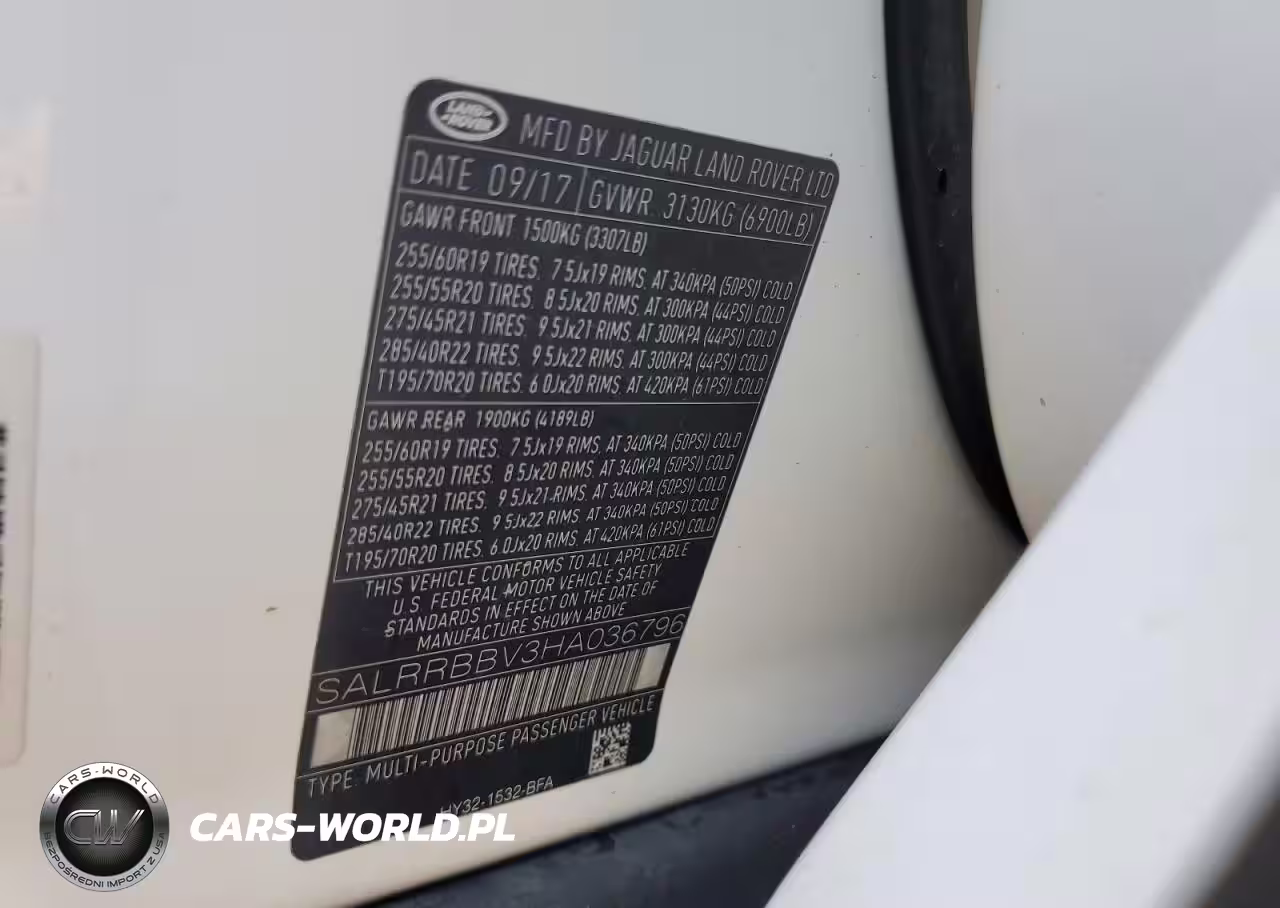 LAND-
-ROVER
MFD BY JAGUAR LAND ROVER LTD
DATE 09/17 GVWR. 3130KG (6900LB)
GAWR FRONT 1500KG (3307LB)
255/60R19 TIRES. 7.5Jx19 RIMS. AT 340KPA (50PSI) COLD
255/55R20 TIRES. 8.5Jx20 RIMS. AT 300KPA (44PSI) COLD
275/45R21 TIRES. 9.5Jx21 RIMS. AT 300KPA (44PSI) COLD
285/40R22 TIRES. 9.5Jx22 RIMS. AT 300KPA (44PSI) COLD
T195/70R20 TIRES. 6.0Jx20 RIMS. AT 420KPA (61PSI) COLD
GAWR REAR 1900KG (4189LB)
255/60R19 TIRES. 7.5Jx19 RIMS. AT 340KPA (50PSI) COLD
255/55R20 TIRES. 8.5Jx20 RIMS. AT 340KPA (50PSI) COLD
275/45R21 TIRES. 9.5Jx21 RIMS. AT 340KPA (50PSI) COLD
285/40R22 TIRES. 9.5Jx22 RIMS. AT 340KPA (50PSI) COLD
T195/70R20 TIRES. 6.0Jx20 RIMS. AT 420KPA (61PSI) COLD
THIS VEHICLE CONFORMS TO ALL APPLICABLE
U.S. FEDERAL MOTOR VEHICLE SAFETY
STANDARDS IN EFFECT ON THE DATE OF
MANUFACTURE SHOWN ABOVE
SALRRBBV3HA036796
TYPE: MULTI-PURPOSE PASSENGER VEHICLE
HY32-1532-BFA
CARS-WORLD
CW
BEZPOŚREDNI IMPORT Z USA
CARS-WORLD.PL